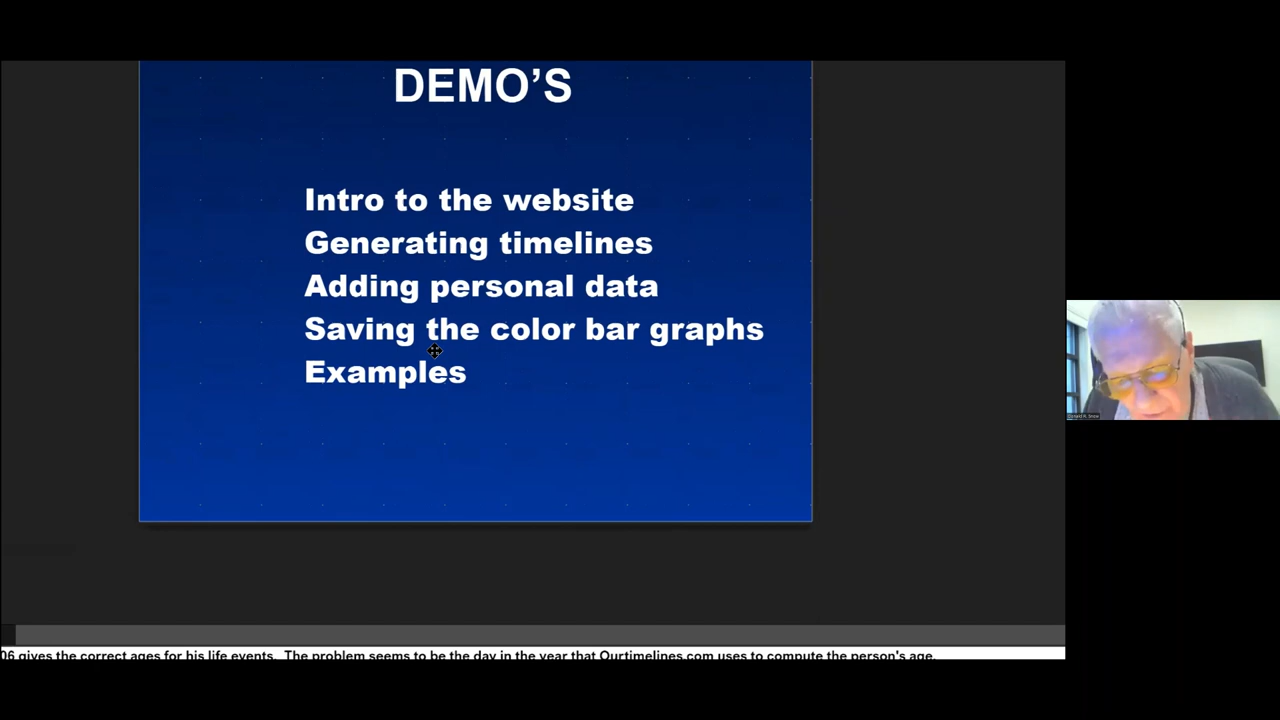 DEMO’S
Intro to the website
Generating timelines
Adding personal data
Saving the color bar graphs
Examples
06 gives the correct ages for his life events.  The problem seems to be the day in the year that Ourtimelines.com uses to compute the person's age.